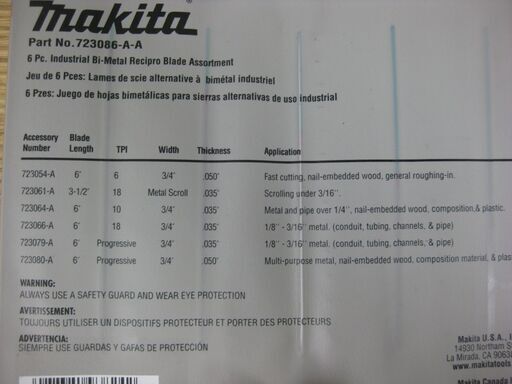 makita
Part No.723086-A-A
6 Pc. Industrial Bi-Metal Recipro Blade Assortment
Jeu de 6 Pces: Lames de scie alternative à bimétal industriel
6 Pzes: Juego de hojas bimetálicas para sierras alternativas de uso industrial
Accessory Number Blade Length TPI Width Thickness Application
723054-A 6" 6 3/4" .050" Fast cutting, nail-embedded wood, general roughing-in.
723061-A 3-1/2" 18 Metal Scroll .035" Scrolling under 3/16".
723064-A 6" 10 3/4" .035" Metal and pipe over 1/4", nail-embedded wood, composition,& plastic.
723066-A 6" 18 3/4" .035" 1/8" - 3/16" metal. (conduit, tubing, channels, & pipe)
723079-A 6" Progressive 3/4" .035" 1/8" - 3/16" metal. (conduit, tubing, channels, & pipe)
723080-A 6" Progressive 3/4" .050" Multi-purpose metal, nail-embedded wood, composition material, & plas
WARNING:
ALWAYS USE A SAFETY GUARD AND WEAR EYE PROTECTION
AVERTISSEMENT:
TOUJOURS UTILISER UN DISPOSITIFS PROTECTEUR ET PORTER DES PROTECTEURS
ADVERTENCIA:
SIEMPRE USE GUARDAS Y GAFAS DE PROTECCIÓN
Makita U.S.A.,
14930 Northam S
La Mirada, CA 90638
www.makitatools
Makita Canada